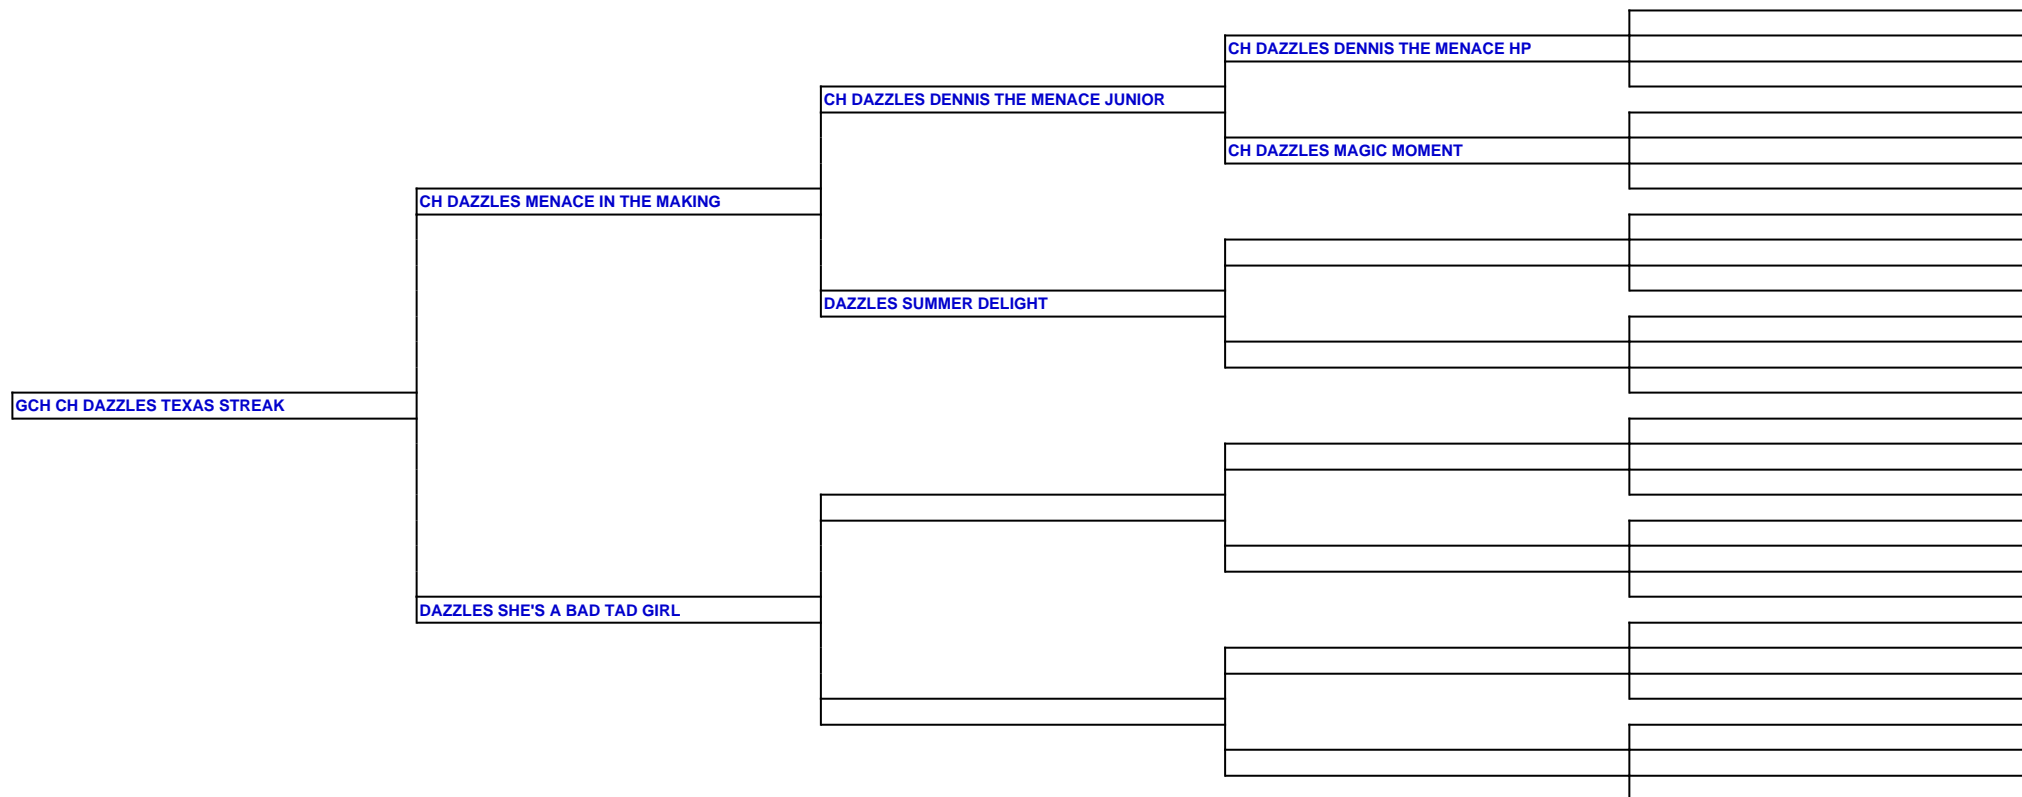 CH DAZZLES DENNIS THE MENACE HP
CH DAZZLES DENNIS THE MENACE JUNIOR
CH DAZZLES MAGIC MOMENT
CH DAZZLES MENACE IN THE MAKING
DAZZLES SUMMER DELIGHT
GCH CH DAZZLES TEXAS STREAK
DAZZLES SHE'S A BAD TAD GIRL